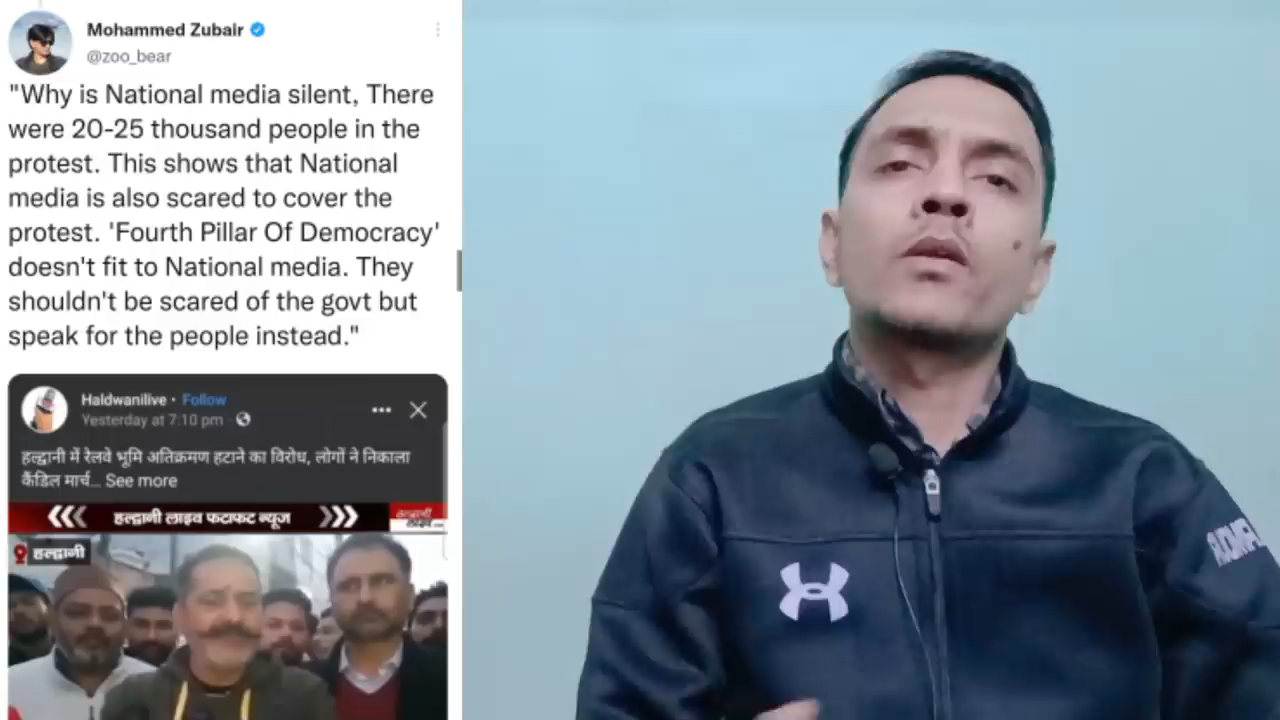 Mohammed Zubair
@zoo_bear
"Why is National media silent, There
were 20-25 thousand people in the
protest. This shows that National
media is also scared to cover the
protest. 'Fourth Pillar Of Democracy'
doesn't fit to National media. They
shouldn't be scared of the govt but
speak for the people instead."
Haldwanilive · Follow
Yesterday at 7:10 pm ·
हल्द्वानी में रेलवे भूमि अतिक्रमण हटाने का विरोध, लोगों ने निकाला
कैंडिल मार्च... See more
हल्द्वानी लाइव फटाफट न्यूज
हल्द्वानी